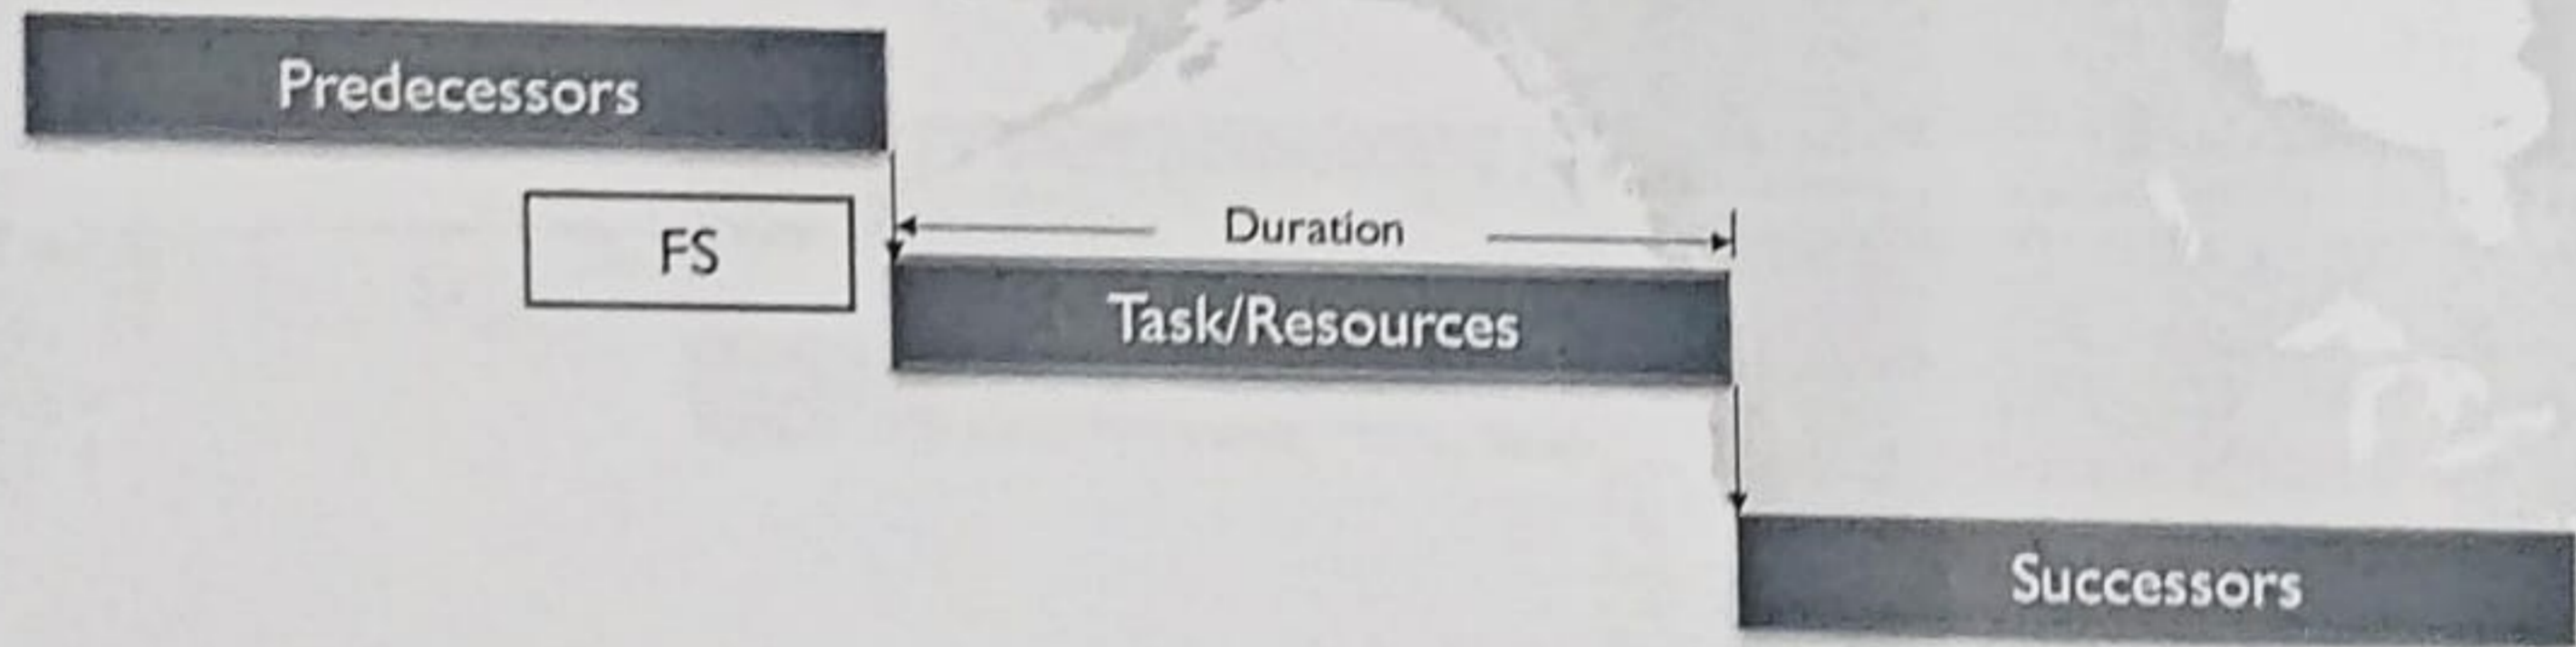 Predecessors
FS
Duration
Task/Resources
Successors